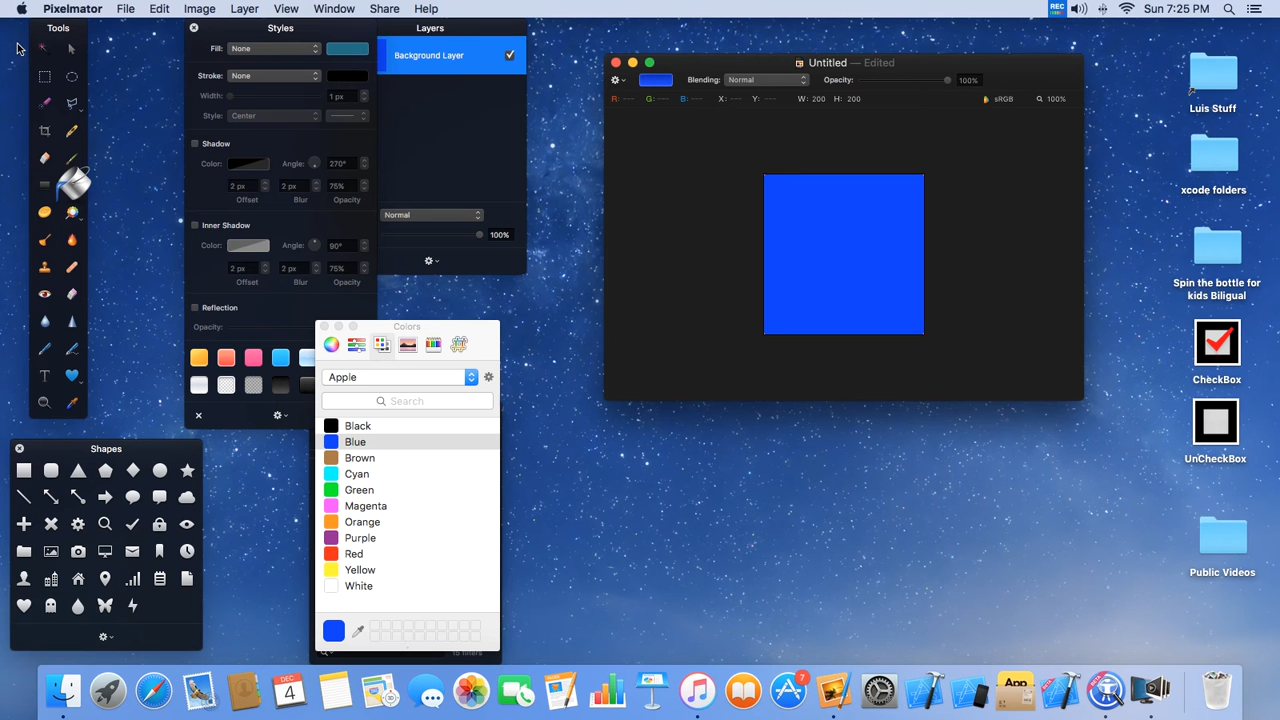 Pixelmator File Edit Image Layer View Window Share Help
REC Sun 7:25 PM
Tools
Styles
Fill: None
Stroke: None
Width: 1 px
Style: Center
Shadow
Color: Angle: 270°
2 px 2 px 75%
Offset Blur Opacity
Inner Shadow
Color: Angle: 90°
2 px 2 px 75%
Offset Blur Opacity
Reflection
Opacity:
Layers
Background Layer
Normal
100%
Untitled — Edited
Blending: Normal Opacity: 100%
R: --- G: --- B: --- X: --- Y: --- W: 200 H: 200 sRGB 100%
Colors
Apple
Search
Black
Blue
Brown
Cyan
Green
Magenta
Orange
Purple
Red
Yellow
White
15 filters
Shapes
T
Luis Stuff
xcode folders
Spin the bottle for
kids Biligual
CheckBox
UnCheckBox
Public Videos
DEC
4
7
App